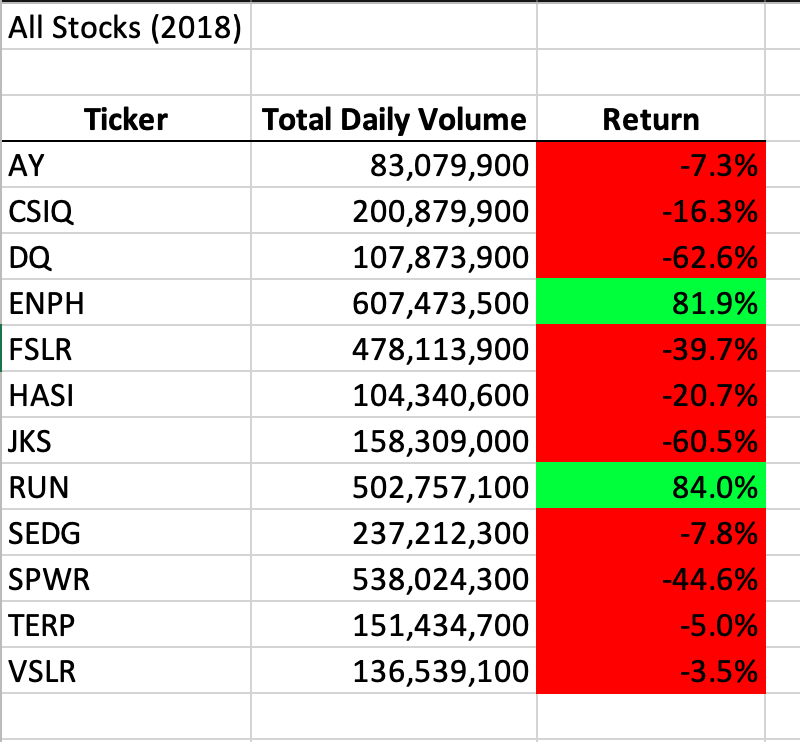 All Stocks (2018)
Ticker Total Daily Volume Return
AY 83,079,900 -7.3%
CSIQ 200,879,900 -16.3%
DQ 107,873,900 -62.6%
ENPH 607,473,500 81.9%
FSLR 478,113,900 -39.7%
HASI 104,340,600 -20.7%
JKS 158,309,000 -60.5%
RUN 502,757,100 84.0%
SEDG 237,212,300 -7.8%
SPWR 538,024,300 -44.6%
TERP 151,434,700 -5.0%
VSLR 136,539,100 -3.5%